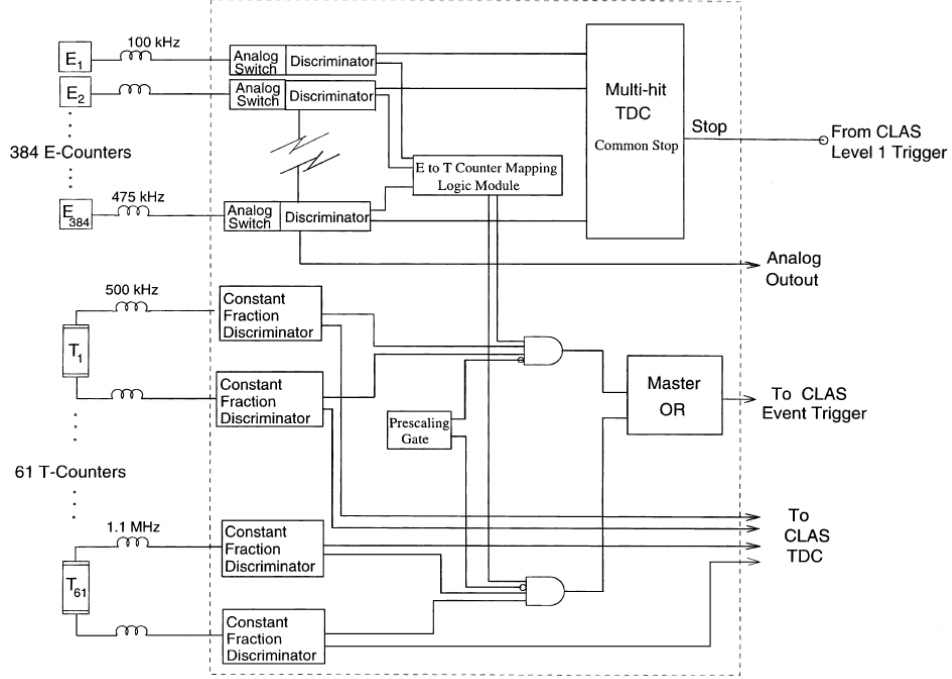 100 kHz
E1
Analog Switch
Discriminator
E2
Analog Switch
Discriminator
Multi-hit
TDC
Common Stop
Stop
From CLAS
Level 1 Trigger
384 E-Counters
E to T Counter Mapping
Logic Module
475 kHz
E384
Analog Switch
Discriminator
Analog
Outout
500 kHz
Constant
Fraction
Discriminator
T1
Constant
Fraction
Discriminator
Prescaling
Gate
Master
OR
To CLAS
Event Trigger
61 T-Counters
1.1 MHz
Constant
Fraction
Discriminator
To
CLAS
TDC
T61
Constant
Fraction
Discriminator